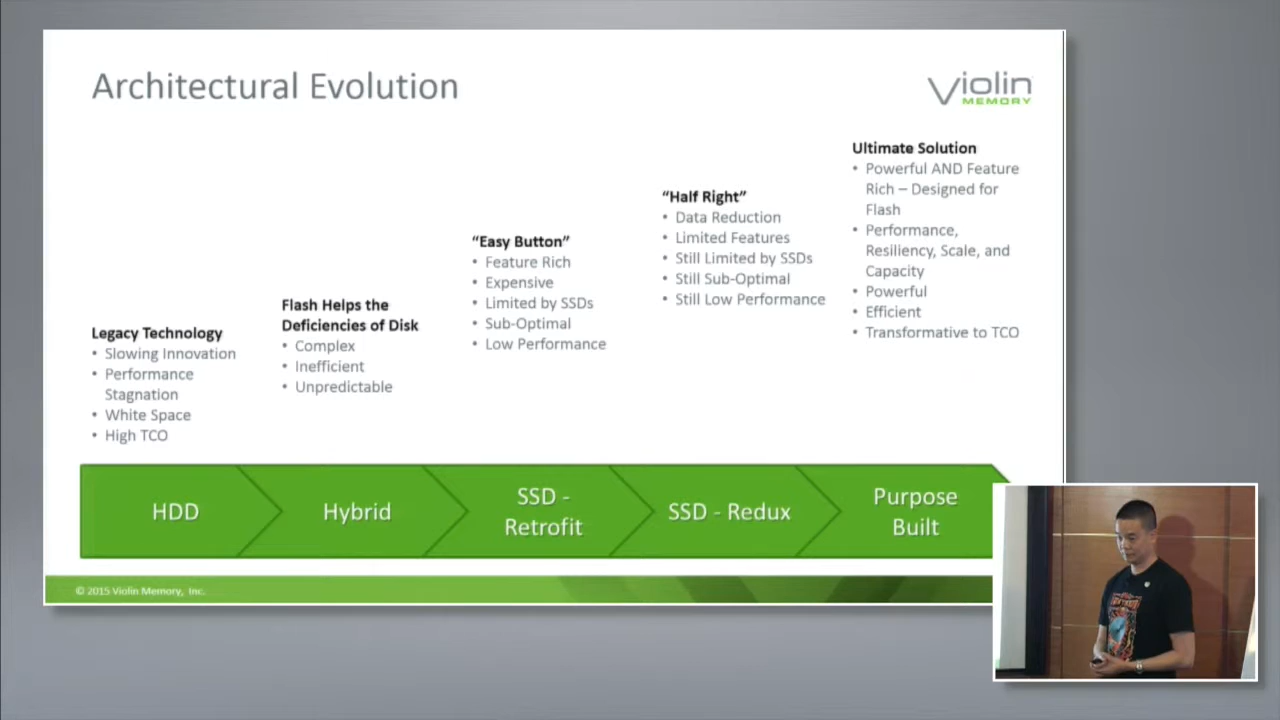 Architectural Evolution
Violin
MEMORY
Legacy Technology
• Slowing Innovation
• Performance
Stagnation
• White Space
• High TCO
Flash Helps the
Deficiencies of Disk
• Complex
• Inefficient
• Unpredictable
“Easy Button”
• Feature Rich
• Expensive
• Limited by SSDs
• Sub-Optimal
• Low Performance
“Half Right”
• Data Reduction
• Limited Features
• Still Limited by SSDs
• Still Sub-Optimal
• Still Low Performance
Ultimate Solution
• Powerful AND Feature
Rich – Designed for
Flash
• Performance,
Resiliency, Scale, and
Capacity
• Powerful
• Efficient
• Transformative to TCO
HDD
Hybrid
SSD -
Retrofit
SSD - Redux
Purpose
Built
© 2015 Violin Memory, Inc.